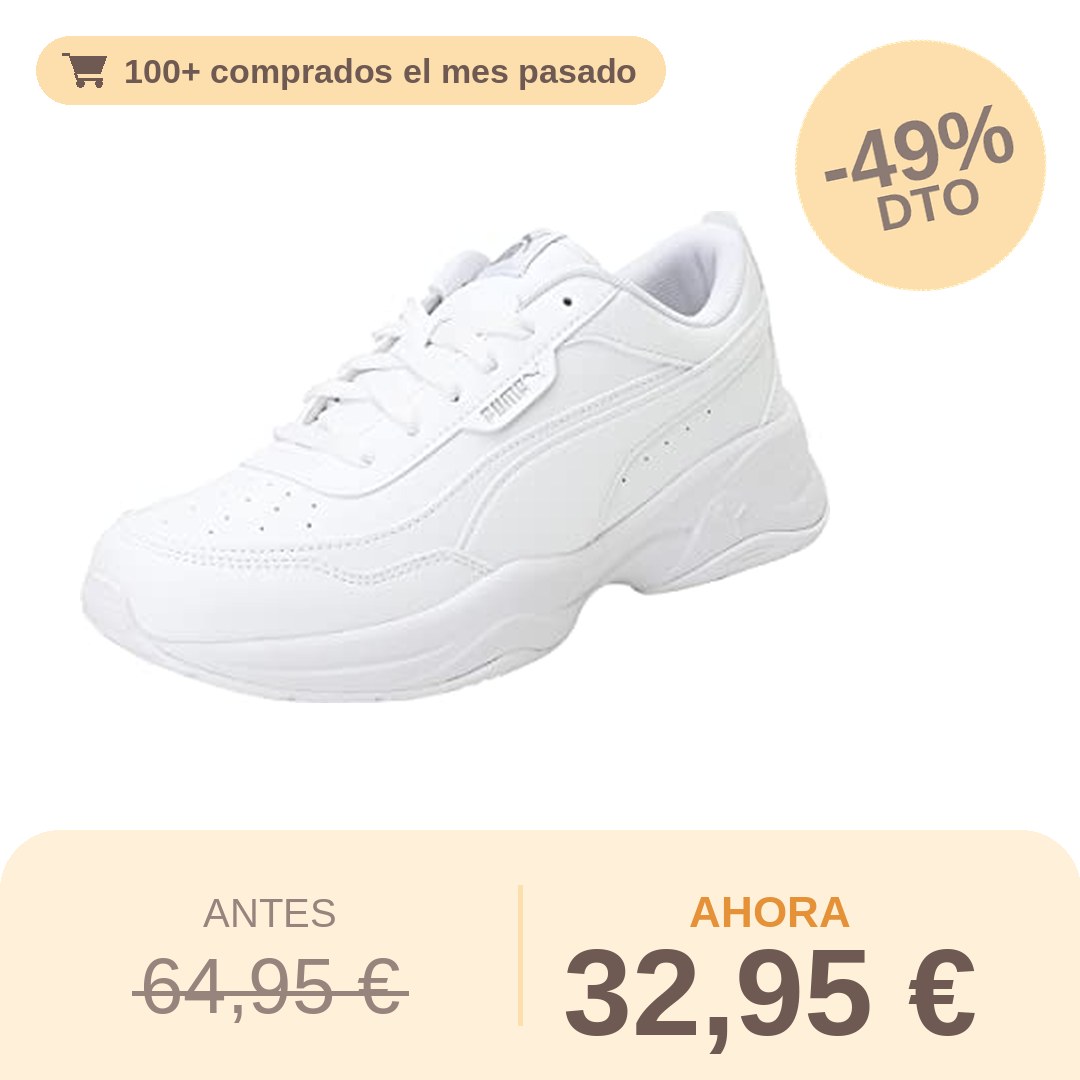 100+ comprados el mes pasado
-49%
DTO
PUMA
ANTES
64,95 €
AHORA
32,95 €